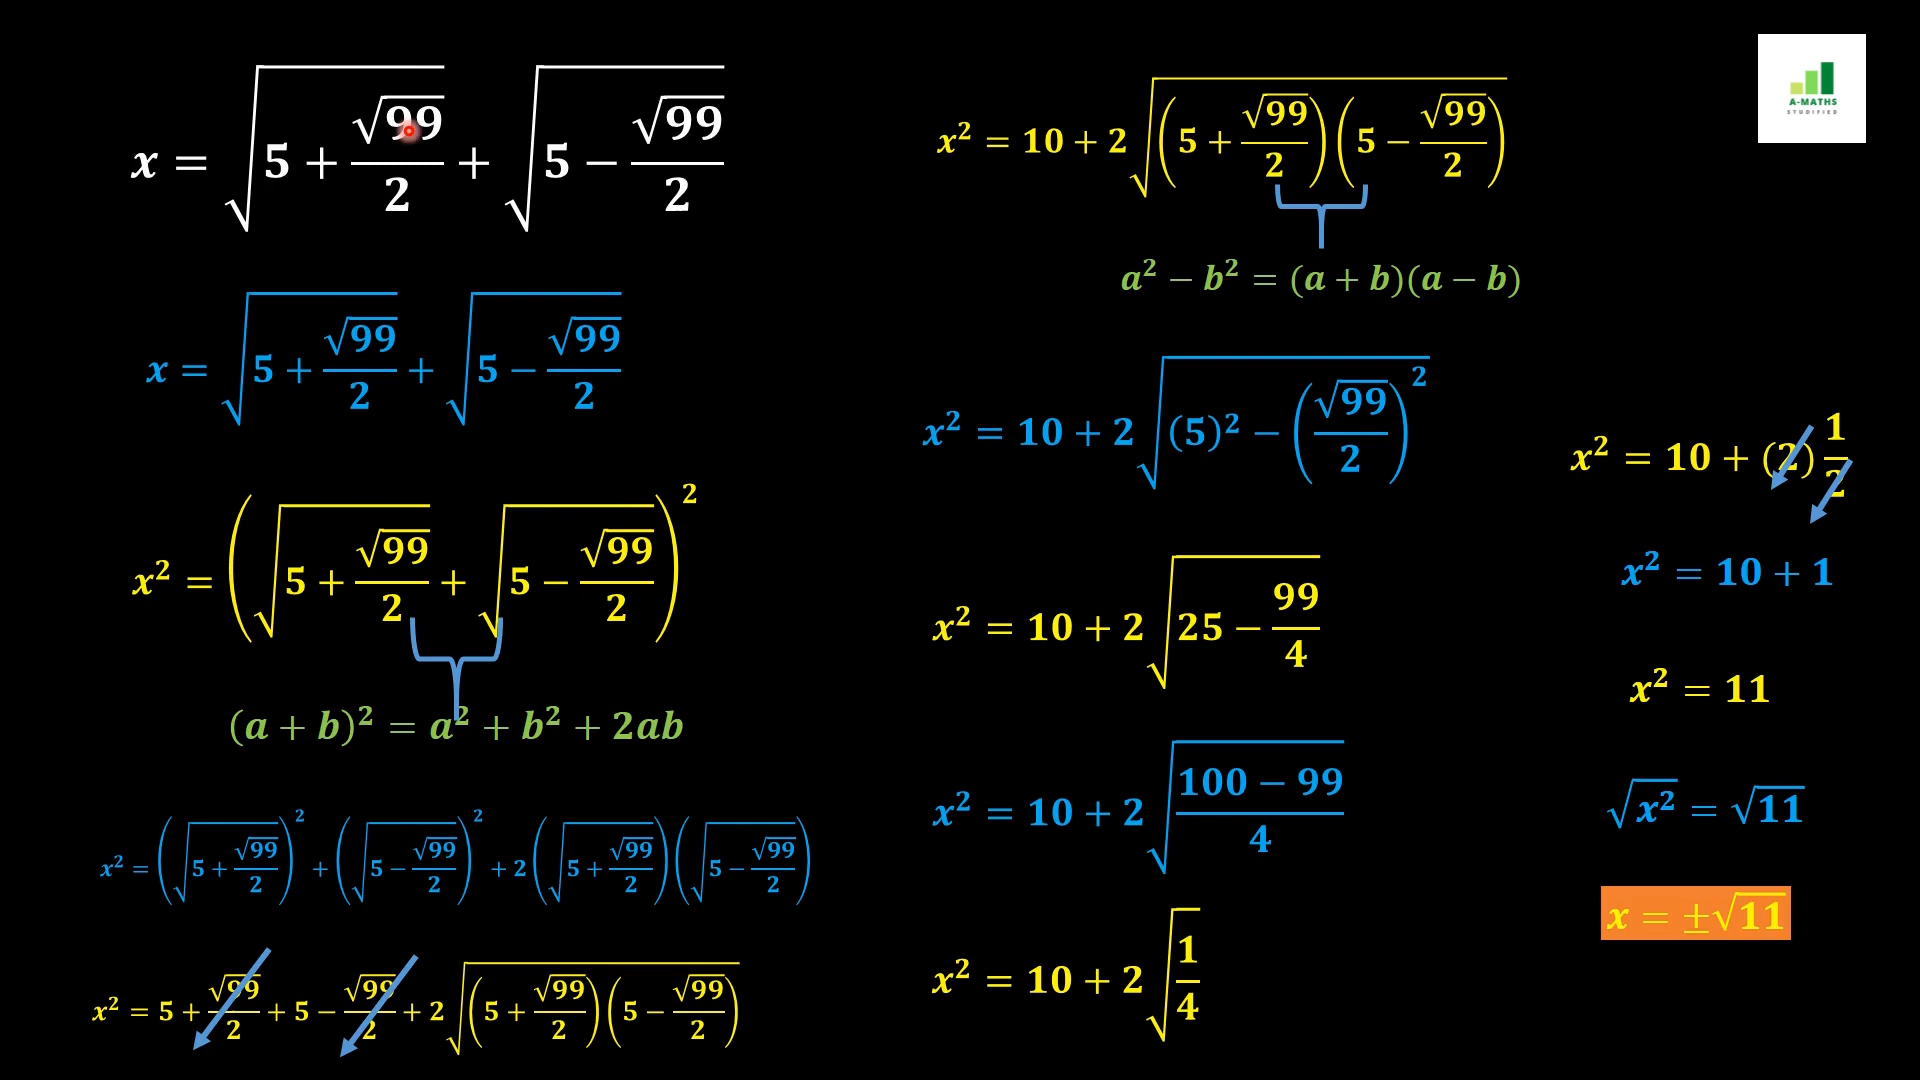 x = √(5 + √99/2) + √(5 − √99/2)
x = √(5 + √99/2) + √(5 − √99/2)
x² = (√(5 + √99/2) + √(5 − √99/2))²
(a + b)² = a² + b² + 2ab
x² = (√(5 + √99/2))² + (√(5 − √99/2))² + 2(√(5 + √99/2))(√(5 − √99/2))
x² = 5 + √99/2 + 5 − √99/2 + 2√((5 + √99/2)(5 − √99/2))
x² = 10 + 2√((5 + √99/2)(5 − √99/2))
a² − b² = (a + b)(a − b)
x² = 10 + 2√((5)² − (√99/2)²)
x² = 10 + 2√(25 − 99/4)
x² = 10 + 2√((100 − 99)/4)
x² = 10 + 2√(1/4)
x² = 10 + (2) 1/2
x² = 10 + 1
x² = 11
√x² = √11
x = ±√11
A-MATHS
STUDIFIED